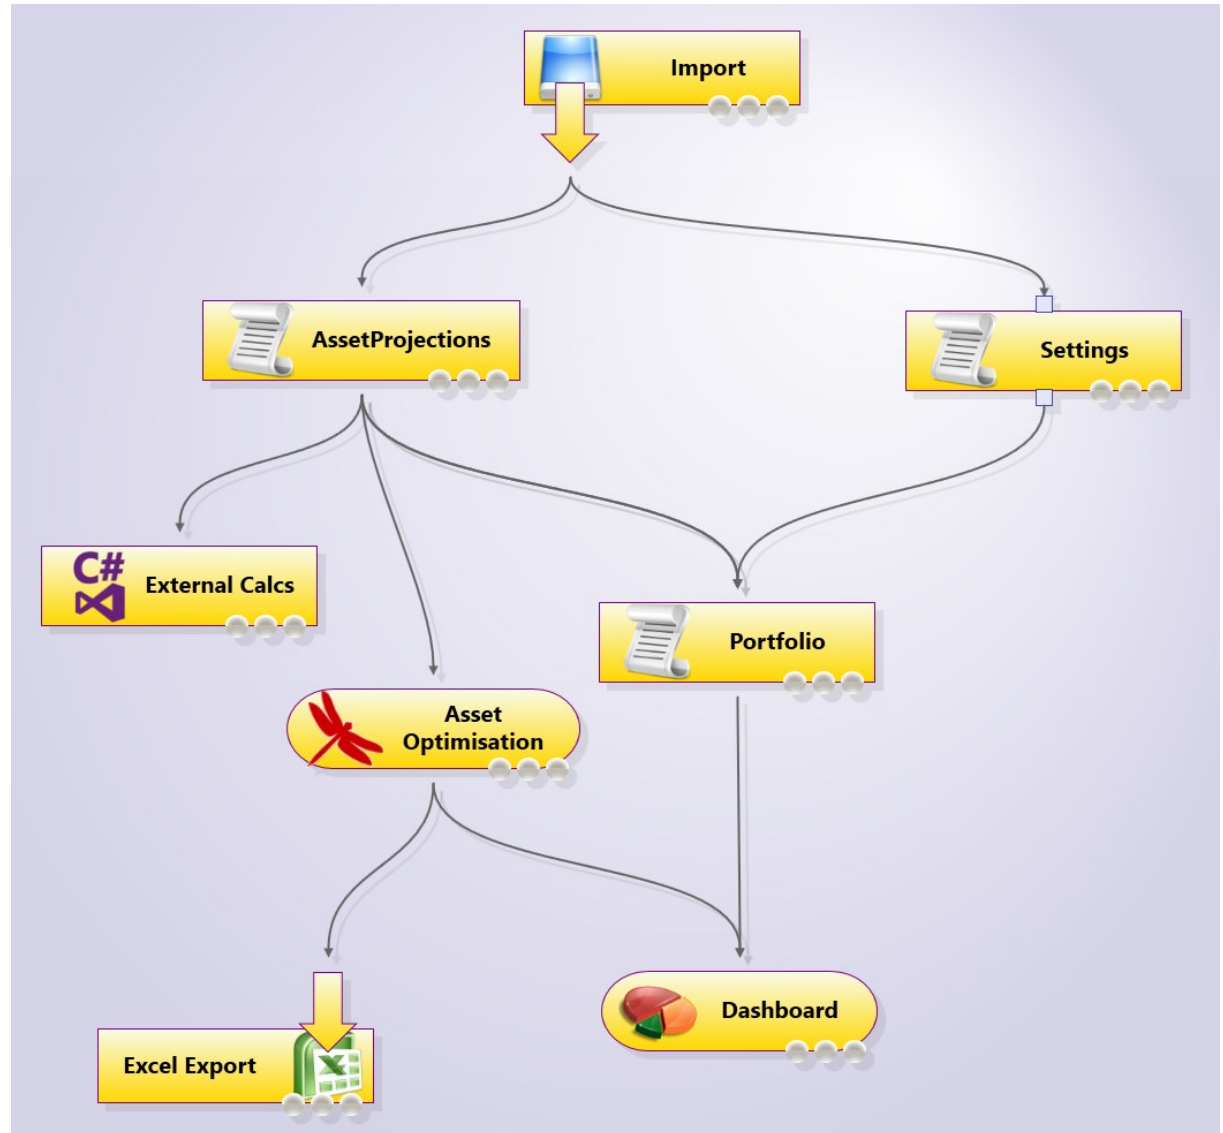 Import
AssetProjections
Settings
C#
External Calcs
Portfolio
Asset
Optimisation
Dashboard
Excel Export
X